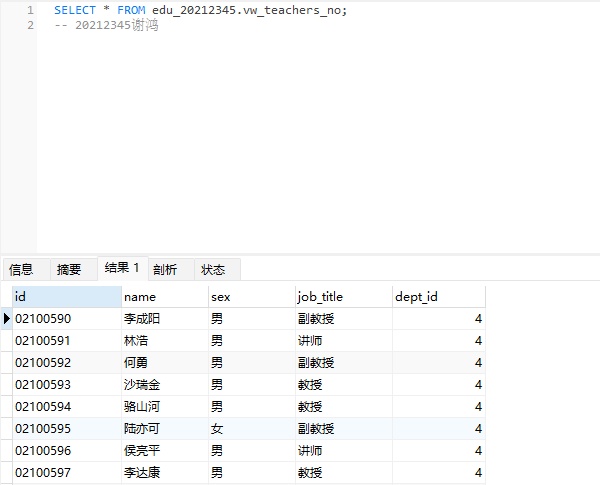 1 SELECT * FROM edu_20212345.vw_teachers_no;
2 -- 20212345谢鸿
信息 摘要 结果 1 剖析 状态
id name sex job_title dept_id
02100590 李成阳 男 副教授 4
02100591 林浩 男 讲师 4
02100592 何勇 男 副教授 4
02100593 沙瑞金 男 教授 4
02100594 骆山河 男 教授 4
02100595 陆亦可 女 副教授 4
02100596 侯亮平 男 讲师 4
02100597 李达康 男 教授 4